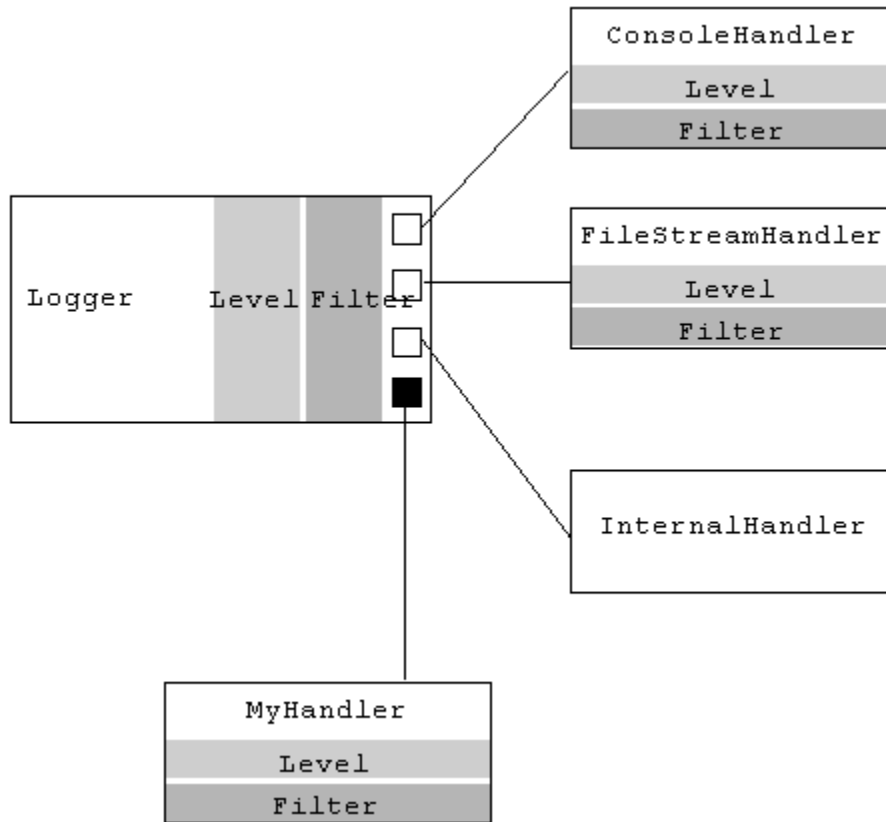 ConsoleHandler
Level
Filter
Logger Level Filter
FileStreamHandler
Level
Filter
InternalHandler
MyHandler
Level
Filter